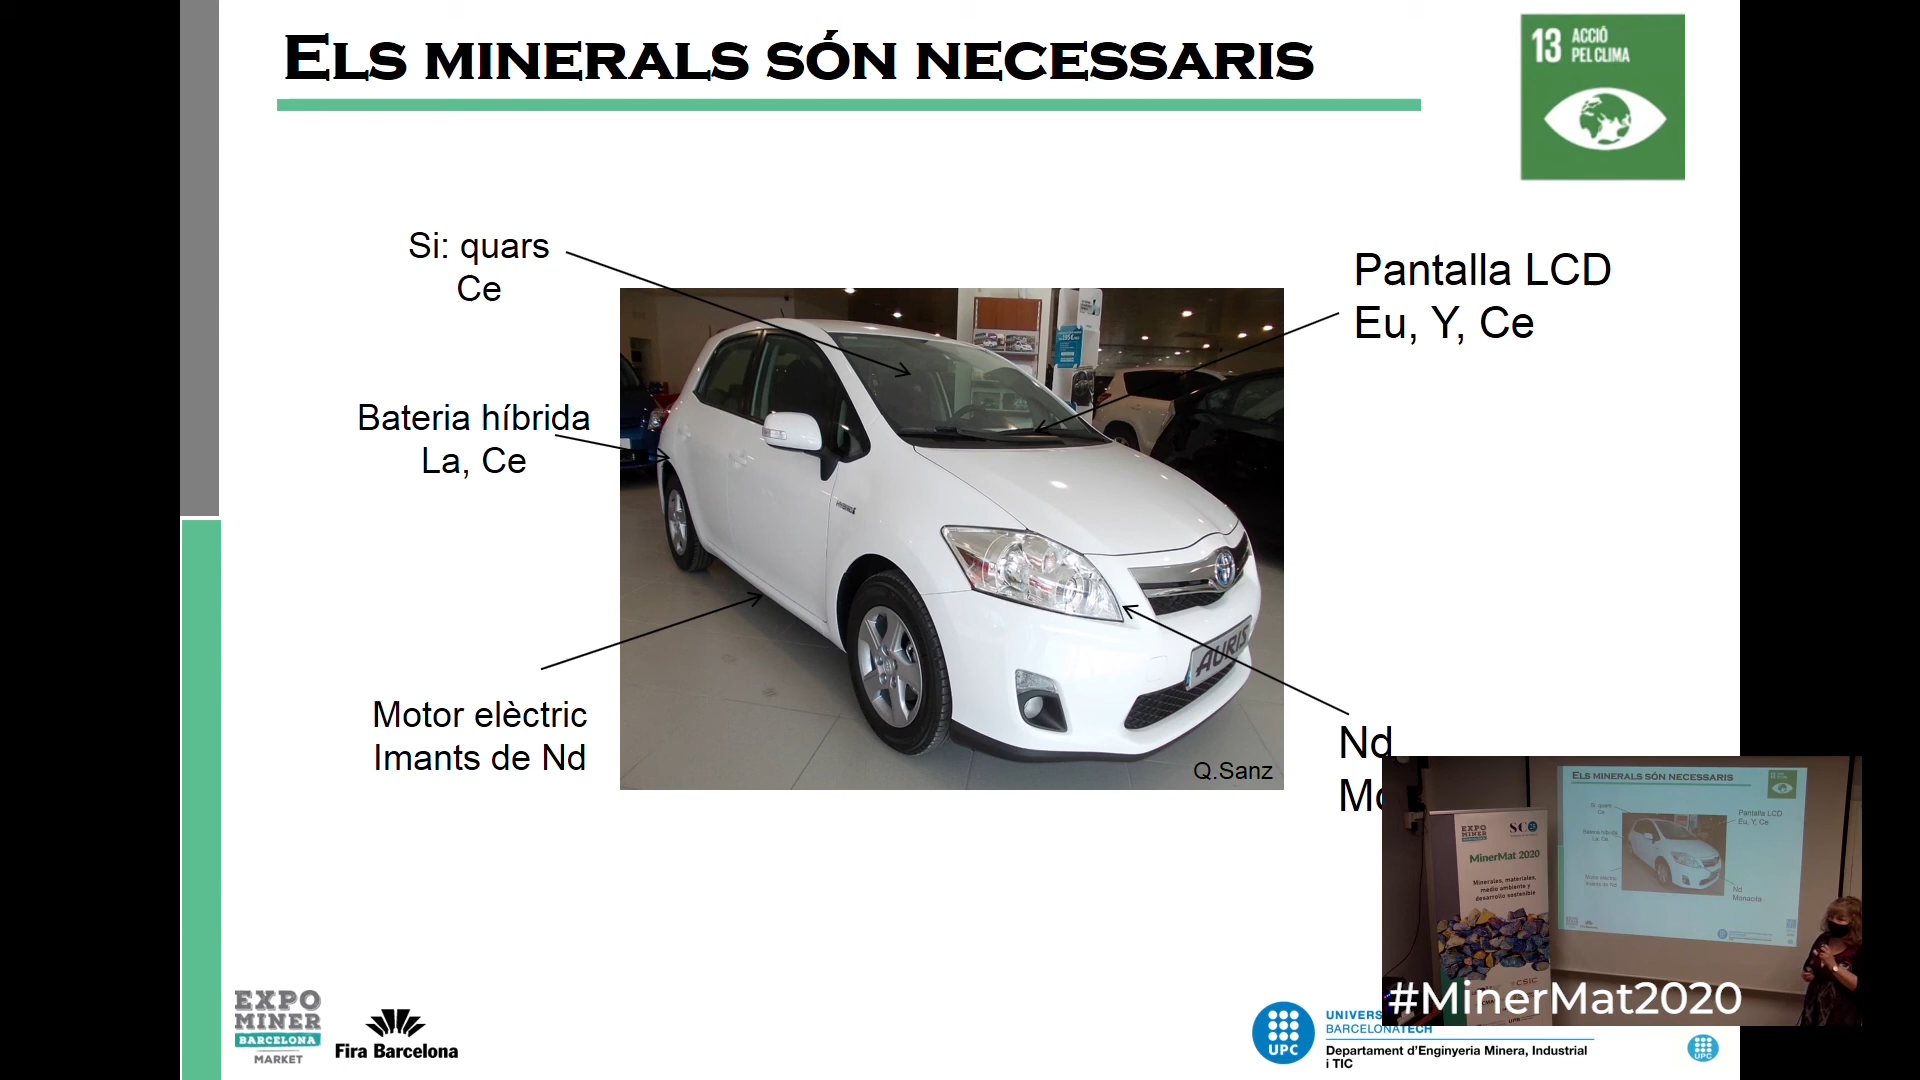 ELS MINERALS SÓN NECESSARIS
13 ACCIÓ
PEL CLIMA
Si: quars
Ce
Pantalla LCD
Eu, Y, Ce
Bateria híbrida
La, Ce
Motor elèctric
Imants de Nd
HYBRID
AURIS
Q.Sanz
Nd
EXPO
MINER
BARCELONA
MARKET
Fira Barcelona
UPC
UNIVERS
BARCELONATECH
Departament d'Enginyeria Minera, Industrial
i TIC
UPC
ELS MINERALS SÓN NECESSARIS
Si: quars
Ce
Pantalla LCD
Eu, Y, Ce
Bateria híbrida
La, Ce
Motor elèctric
Imants de Nd
Nd
Monacita
EXPO
MINER
MinerMat 2020
Minerales, materiales,
medio ambiente y
desarrollo sostenible
CSIC
#MinerMat2020